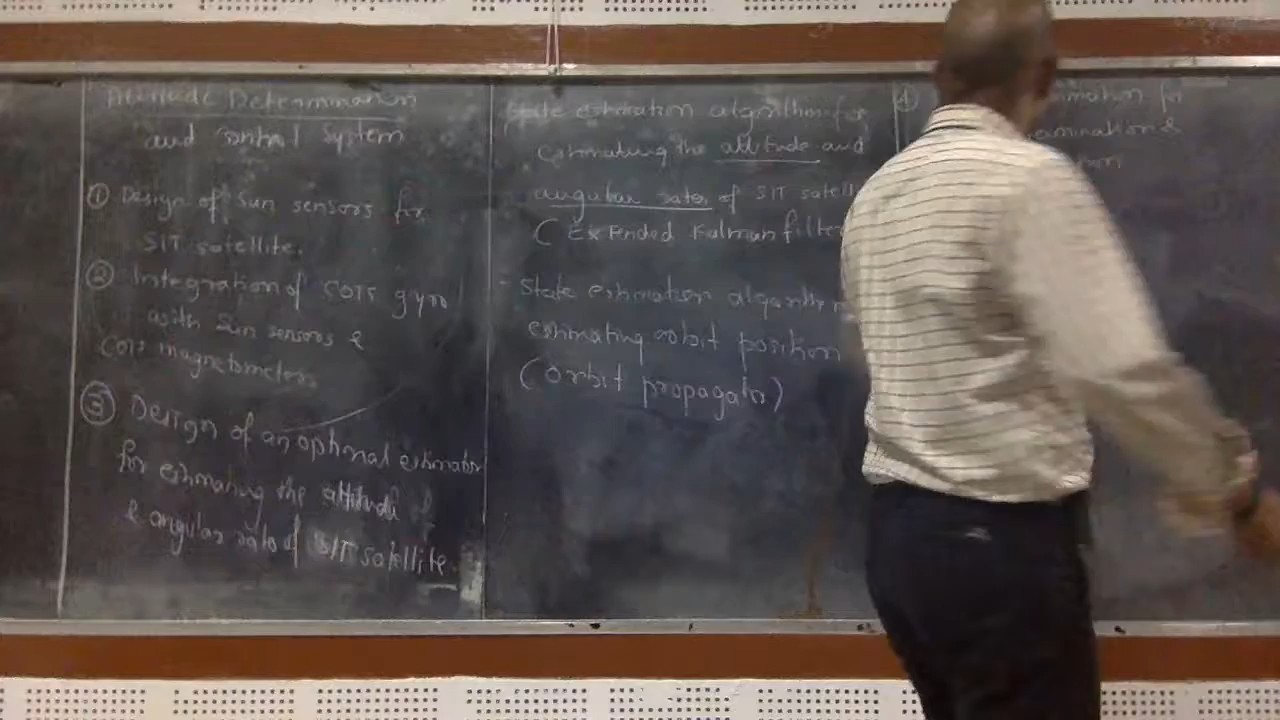 Attitude Determination
and control System
① Design of Sun sensors for
SIT satellite.
② Integration of COTS gyro
with Sun sensors &
COTS magnetometers
③ Design of an optimal estimator
for estimating the attitude
& angular rate of SIT satellite.
State estimation algorithm for
estimating the attitude and
angular rates of SIT satell
( Extended Kalman filter
- State estimation algorithm
estimating orbit position
(Orbit propagator)
④ for